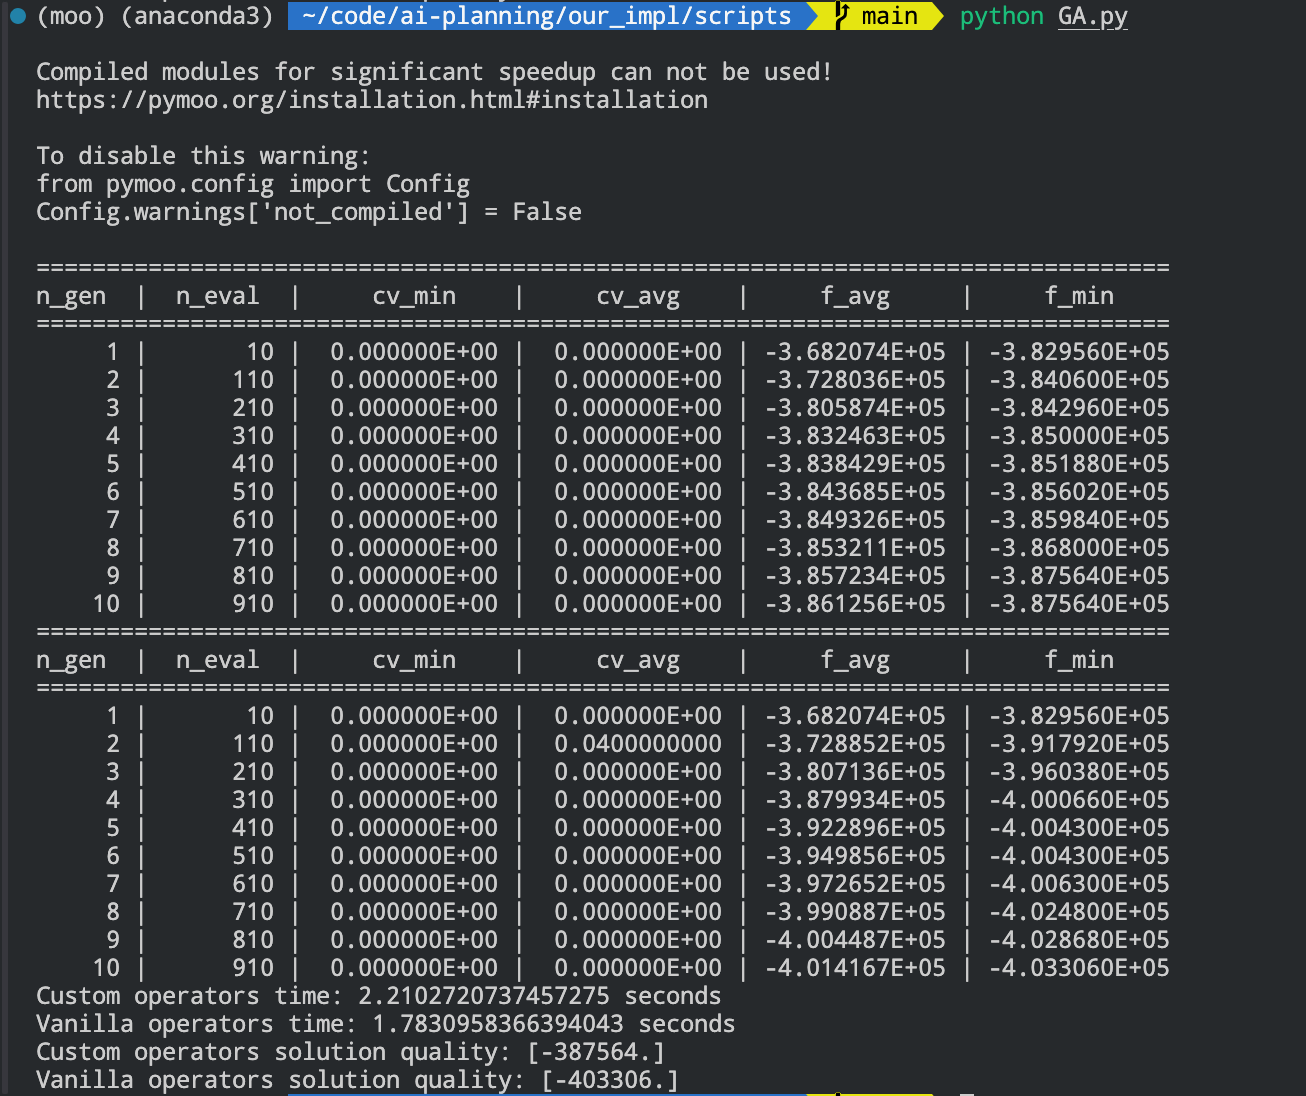 (moo) (anaconda3) ~/code/ai-planning/our_impl/scripts main python GA.py
Compiled modules for significant speedup can not be used!
https://pymoo.org/installation.html#installation
To disable this warning:
from pymoo.config import Config
Config.warnings['not_compiled'] = False
=================================================================================
n_gen | n_eval | cv_min | cv_avg | f_avg | f_min
=================================================================================
1 | 10 | 0.000000E+00 | 0.000000E+00 | -3.682074E+05 | -3.829560E+05
2 | 110 | 0.000000E+00 | 0.000000E+00 | -3.728036E+05 | -3.840600E+05
3 | 210 | 0.000000E+00 | 0.000000E+00 | -3.805874E+05 | -3.842960E+05
4 | 310 | 0.000000E+00 | 0.000000E+00 | -3.832463E+05 | -3.850000E+05
5 | 410 | 0.000000E+00 | 0.000000E+00 | -3.838429E+05 | -3.851880E+05
6 | 510 | 0.000000E+00 | 0.000000E+00 | -3.843685E+05 | -3.856020E+05
7 | 610 | 0.000000E+00 | 0.000000E+00 | -3.849326E+05 | -3.859840E+05
8 | 710 | 0.000000E+00 | 0.000000E+00 | -3.853211E+05 | -3.868000E+05
9 | 810 | 0.000000E+00 | 0.000000E+00 | -3.857234E+05 | -3.875640E+05
10 | 910 | 0.000000E+00 | 0.000000E+00 | -3.861256E+05 | -3.875640E+05
=================================================================================
n_gen | n_eval | cv_min | cv_avg | f_avg | f_min
=================================================================================
1 | 10 | 0.000000E+00 | 0.000000E+00 | -3.682074E+05 | -3.829560E+05
2 | 110 | 0.000000E+00 | 0.0400000000 | -3.728852E+05 | -3.917920E+05
3 | 210 | 0.000000E+00 | 0.000000E+00 | -3.807136E+05 | -3.960380E+05
4 | 310 | 0.000000E+00 | 0.000000E+00 | -3.879934E+05 | -4.000660E+05
5 | 410 | 0.000000E+00 | 0.000000E+00 | -3.922896E+05 | -4.004300E+05
6 | 510 | 0.000000E+00 | 0.000000E+00 | -3.949856E+05 | -4.004300E+05
7 | 610 | 0.000000E+00 | 0.000000E+00 | -3.972652E+05 | -4.006300E+05
8 | 710 | 0.000000E+00 | 0.000000E+00 | -3.990887E+05 | -4.024800E+05
9 | 810 | 0.000000E+00 | 0.000000E+00 | -4.004487E+05 | -4.028680E+05
10 | 910 | 0.000000E+00 | 0.000000E+00 | -4.014167E+05 | -4.033060E+05
Custom operators time: 2.2102720737457275 seconds
Vanilla operators time: 1.7830958366394043 seconds
Custom operators solution quality: [-387564.]
Vanilla operators solution quality: [-403306.]